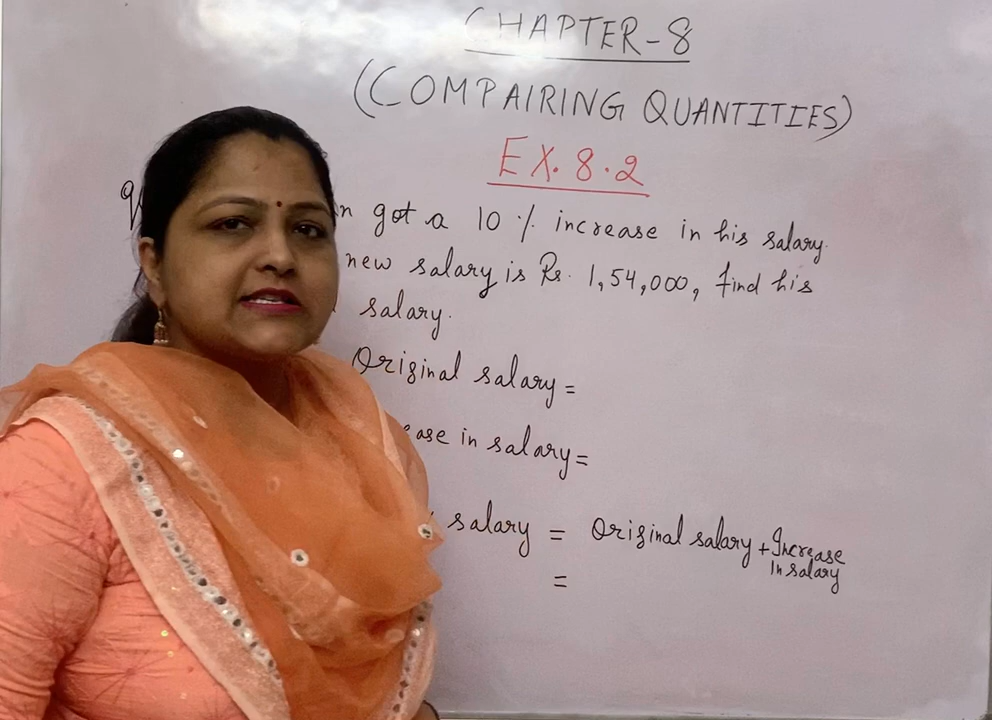 CHAPTER-8
(COMPAIRING QUANTITIES)
EX. 8.2
got a 10 % increase in his salary.
new salary is Rs. 1,54,000, find his
salary.
Original salary =
in salary =
salary = Original salary + Increase
in salary
=